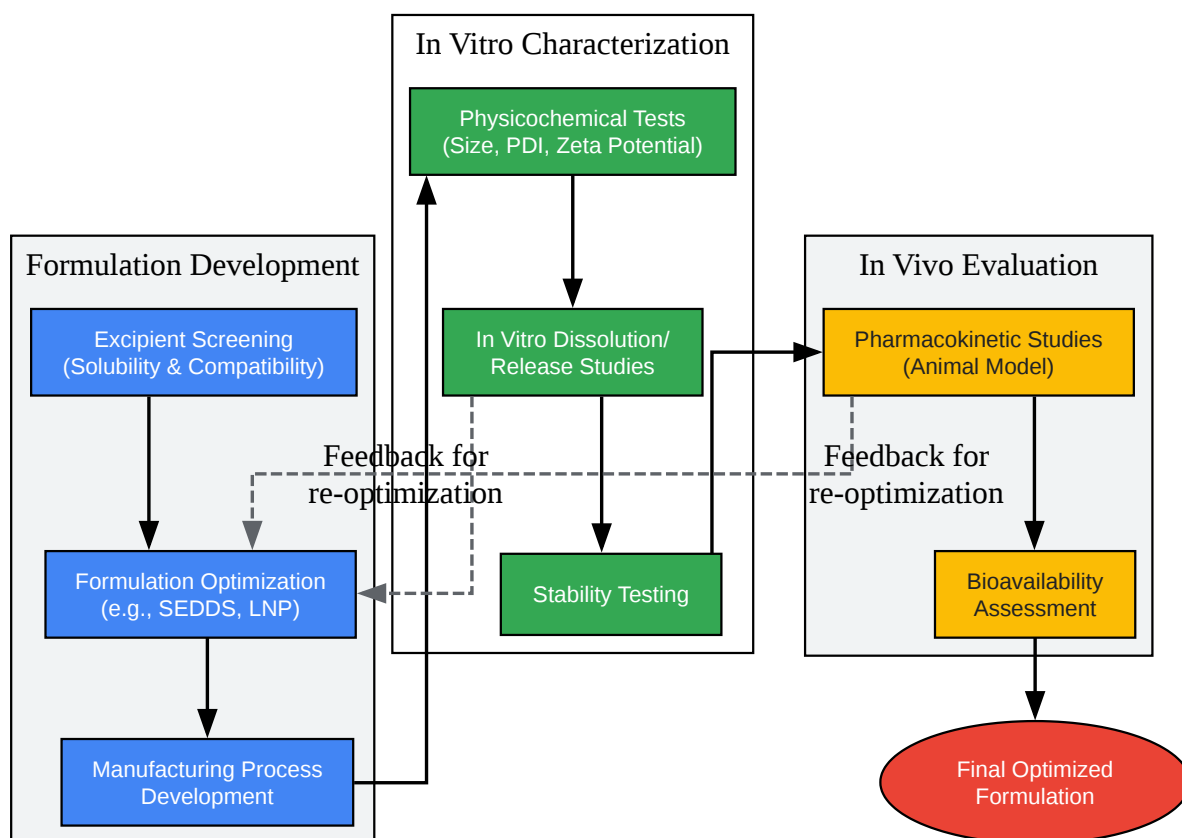 In Vitro Characterization
Physicochemical Tests
(Size, PDI, Zeta Potential)
In Vitro Dissolution/
Release Studies
Stability Testing
Formulation Development
Excipient Screening
(Solubility & Compatibility)
Formulation Optimization
(e.g., SEDDS, LNP)
Manufacturing Process
Development
Feedback for
re-optimization
In Vivo Evaluation
Pharmacokinetic Studies
(Animal Model)
Feedback for
re-optimization
Bioavailability
Assessment
Final Optimized
Formulation